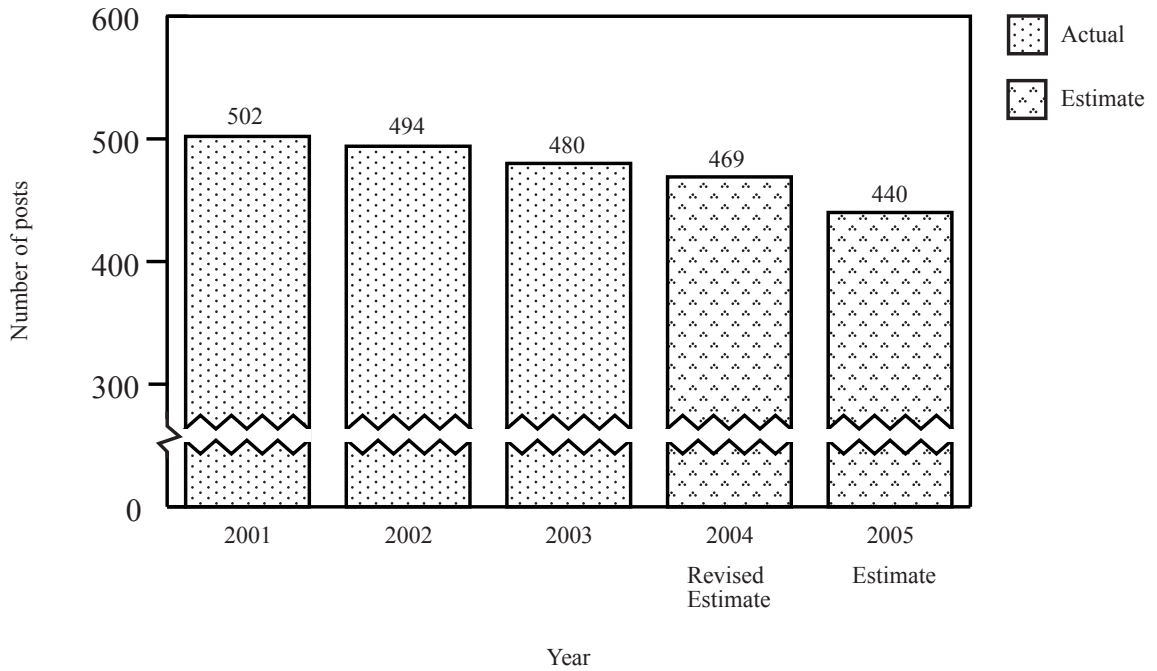 600
500
400
300
0
Number of posts
502
494
480
469
440
2001
2002
2003
2004
2005
Revised
Estimate
Estimate
Year
Actual
Estimate